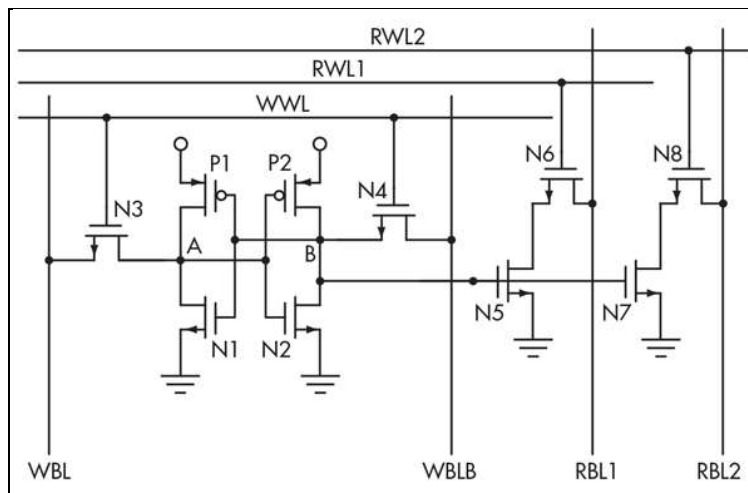 RWL2
RWL1
WWL
P1 P2 N6 N8
N3 N4
A B
N5 N7
N1 N2
WBL WBLB RBL1 RBL2